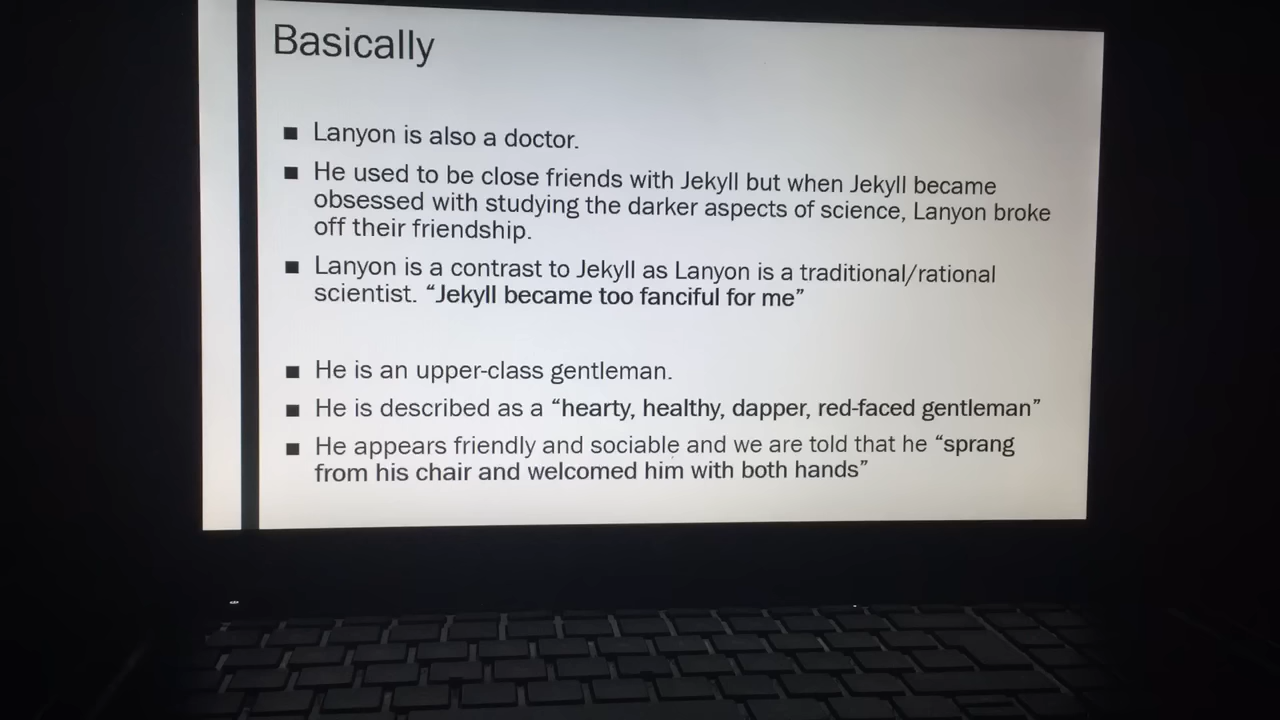 Basically
■ Lanyon is also a doctor.
■ He used to be close friends with Jekyll but when Jekyll became
obsessed with studying the darker aspects of science, Lanyon broke
off their friendship.
■ Lanyon is a contrast to Jekyll as Lanyon is a traditional/rational
scientist. “Jekyll became too fanciful for me”
■ He is an upper-class gentleman.
■ He is described as a “hearty, healthy, dapper, red-faced gentleman”
■ He appears friendly and sociable and we are told that he “sprang
from his chair and welcomed him with both hands”